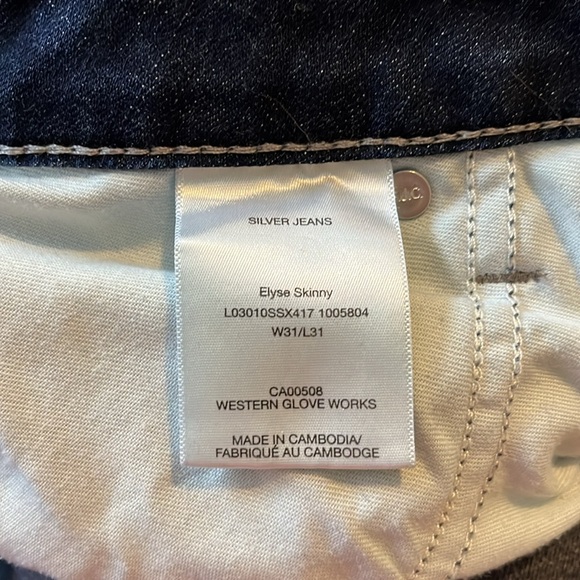 SILVER JEANS
Elyse Skinny
L03010SSX417 1005804
W31/L31
CA00508
WESTERN GLOVE WORKS
MADE IN CAMBODIA/
FABRIQUÉ AU CAMBODGE